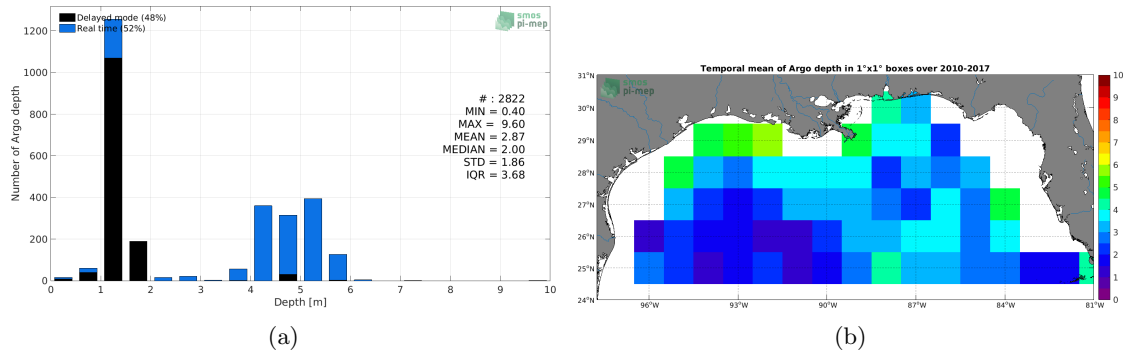 Delayed mode (48%)
Real time (52%)
smos
pi-mep
Number of Argo depth
1200
1000
800
600
400
200
0
# : 2822
MIN = 0.40
MAX = 9.60
MEAN = 2.87
MEDIAN = 2.00
STD = 1.86
IQR = 3.68
0 1 2 3 4 5 6 7 8 9 10
Depth [m]
(a)
Temporal mean of Argo depth in 1°x1° boxes over 2010-2017
smos
pi-mep
31°N
30°N
29°N
28°N
27°N
26°N
25°N
24°N
96°W 93°W 90°W 87°W 84°W 81°W
10
9
8
7
6
5
4
3
2
1
0
(b)